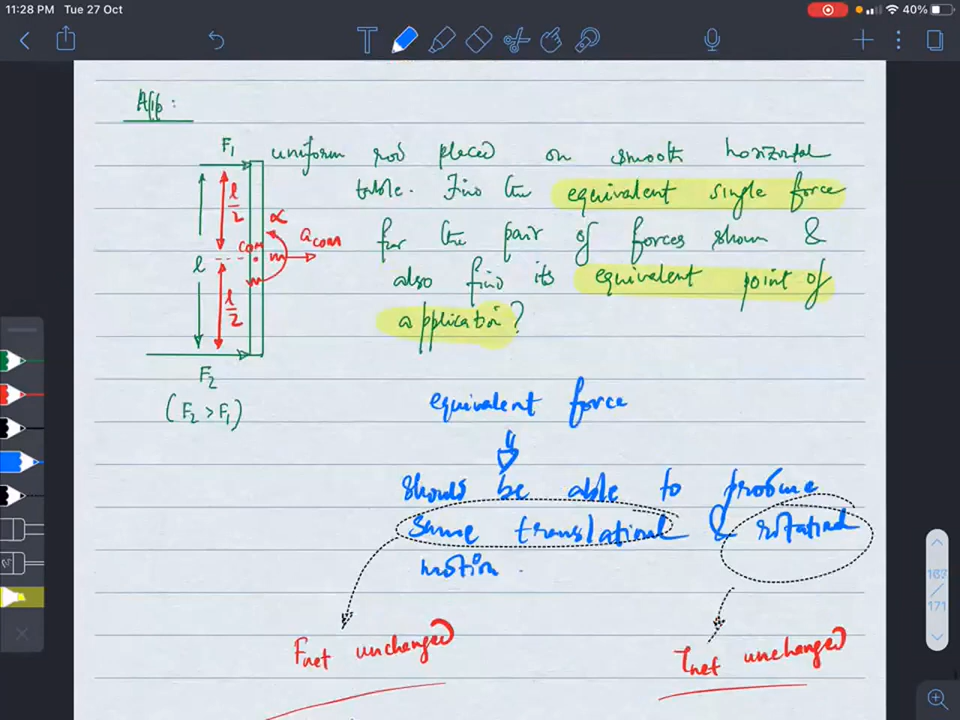 11:28 PM Tue 27 Oct
40%
T
F1
uniform rod placed on smooth horizontal
table. Find the equivalent single force
l/2
α
com
a com
for the pair of forces shown &
m
l
m
also find its equivalent point of
l/2
application?
F2
(F2 > F1)
equivalent force
⇓
should be able to produce
same translational & rotational
motion.
Fnet unchanged
τnet unchanged
167
/
171